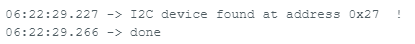 06:22:29.227 -> I2C device found at address 0x27  !
06:22:29.266 -> done